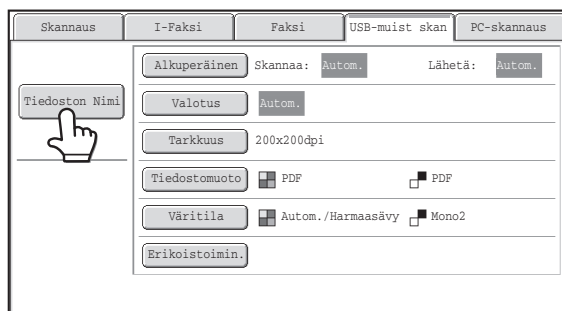 Skannaus I-Faksi Faksi USB-muist skan PC-skannaus
Alkuperäinen Skannaa: Autom. Lähetä: Autom.
Tiedoston Nimi
Valotus Autom.
Tarkkuus 200x200dpi
Tiedostomuoto PDF PDF
Väritila Autom./Harmaasävy Mono2
Erikoistoimin.